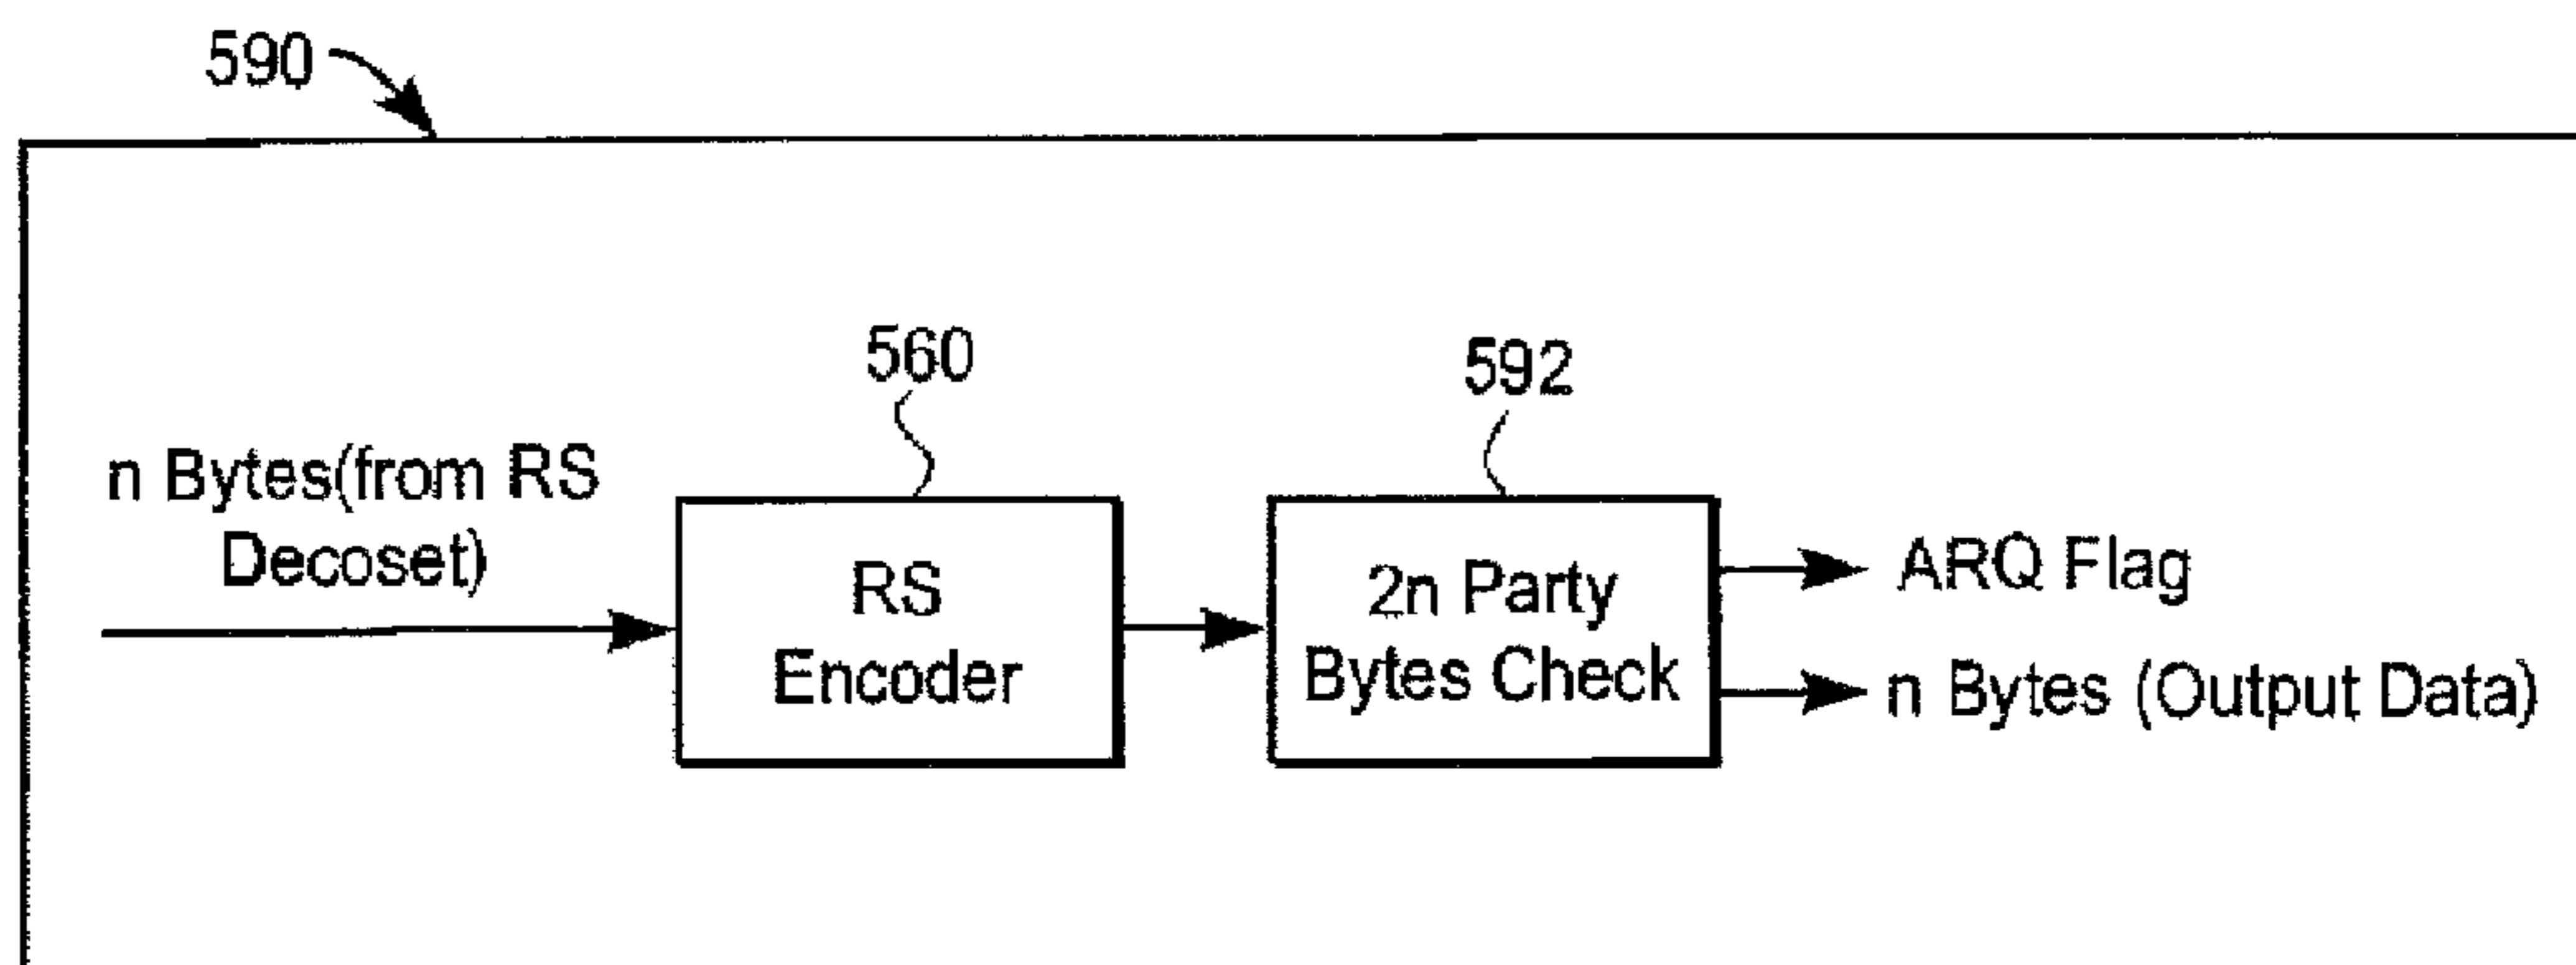 590
560
592
n Bytes(from RS
Decoset)
RS
Encoder
2n Party
Bytes Check
ARQ Flag
n Bytes (Output Data)